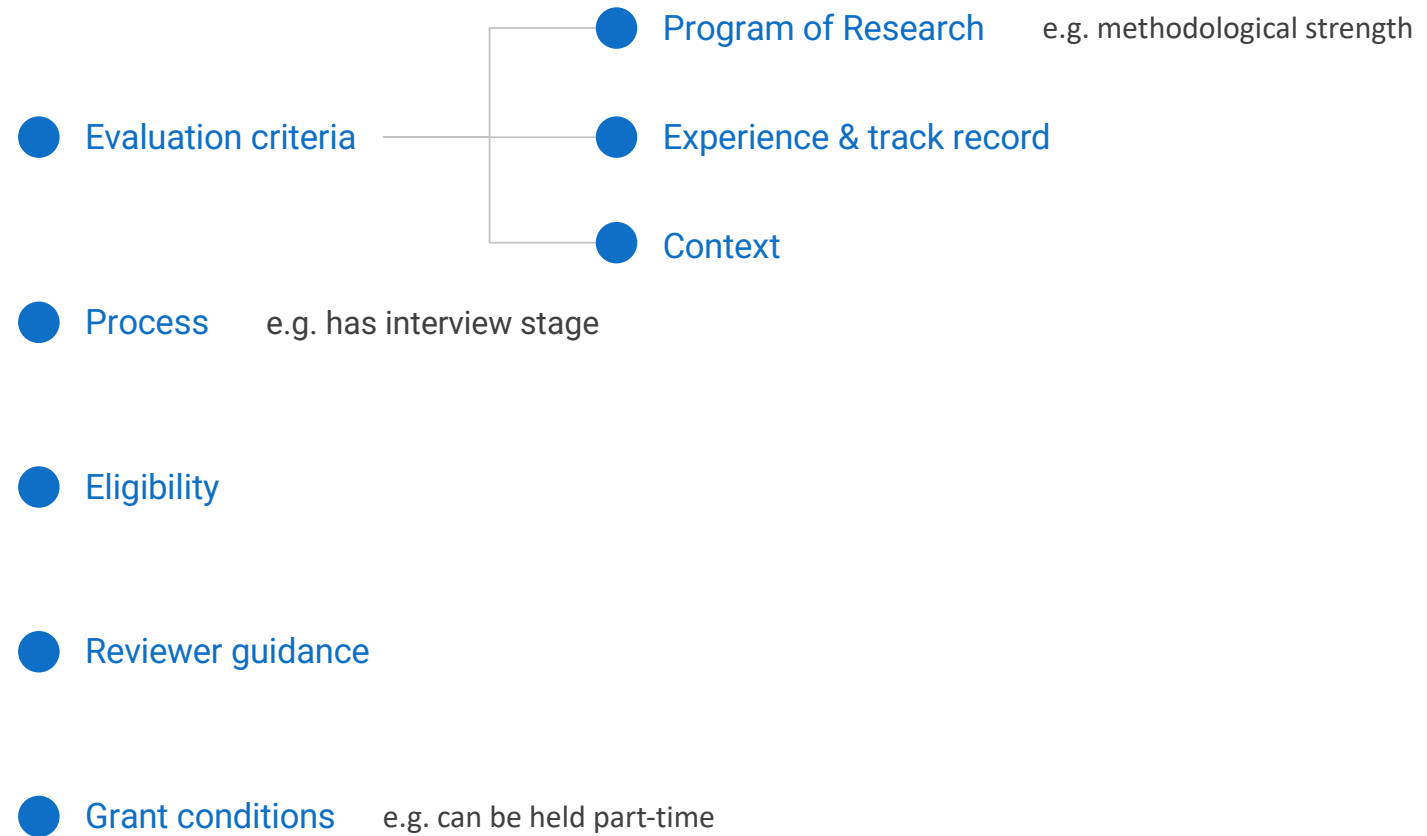 Program of Research e.g. methodological strength
Evaluation criteria
Experience & track record
Context
Process e.g. has interview stage
Eligibility
Reviewer guidance
Grant conditions e.g. can be held part-time